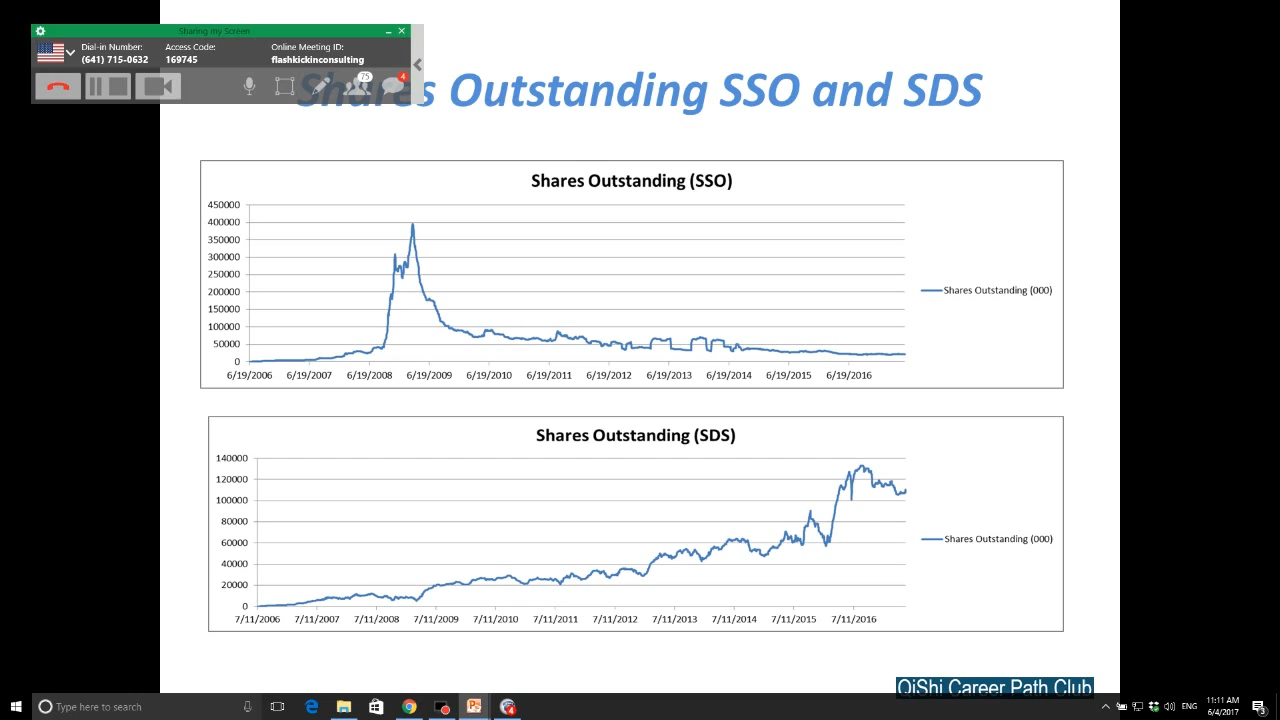 Sharing my Screen
Dial-in Number:
(641) 715-0632
Access Code:
169745
Online Meeting ID:
flashkickinconsulting
75
4
Shares Outstanding SSO and SDS
Shares Outstanding (SSO)
450000
400000
350000
300000
250000
200000
150000
100000
50000
0
6/19/2006 6/19/2007 6/19/2008 6/19/2009 6/19/2010 6/19/2011 6/19/2012 6/19/2013 6/19/2014 6/19/2015 6/19/2016
Shares Outstanding (000)
Shares Outstanding (SDS)
140000
120000
100000
80000
60000
40000
20000
0
7/11/2006 7/11/2007 7/11/2008 7/11/2009 7/11/2010 7/11/2011 7/11/2012 7/11/2013 7/11/2014 7/11/2015 7/11/2016
Shares Outstanding (000)
QiShi Career Path Club
Type here to search
4
ENG
11:11 AM
6/4/2017
3